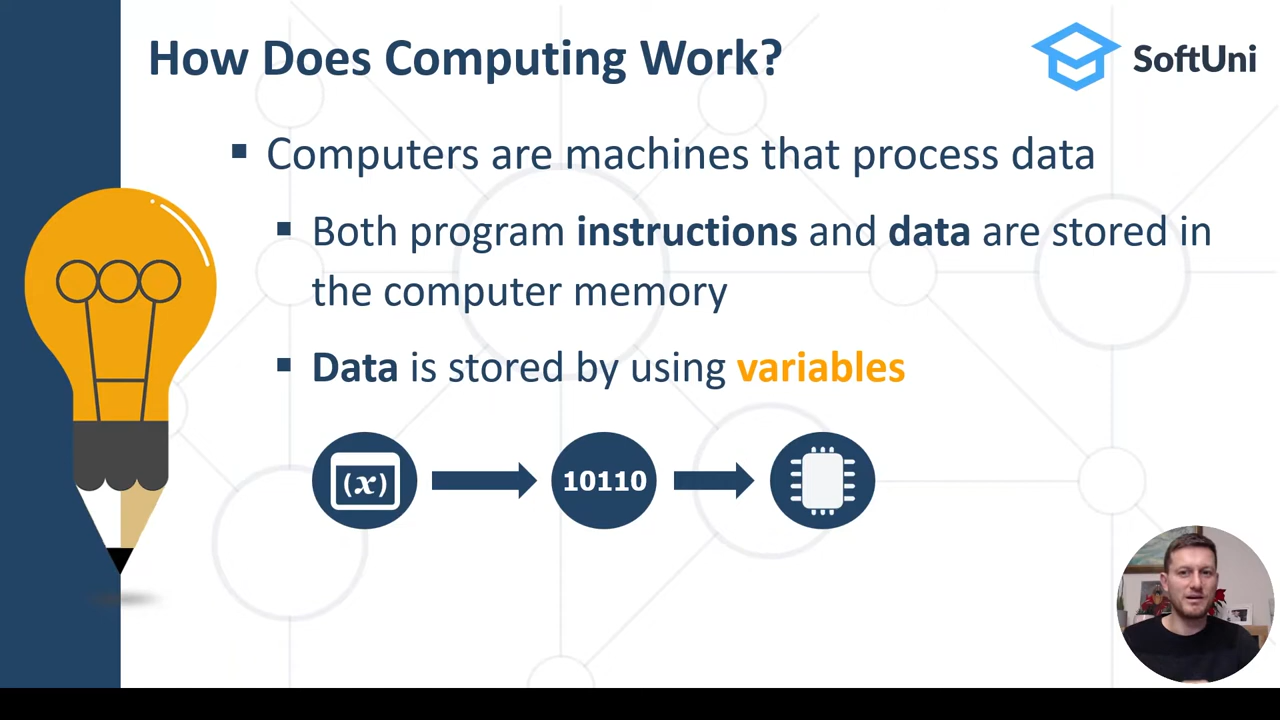 How Does Computing Work?
SoftUni
▪ Computers are machines that process data
▪ Both program instructions and data are stored in
the computer memory
▪ Data is stored by using variables
(x)
10110